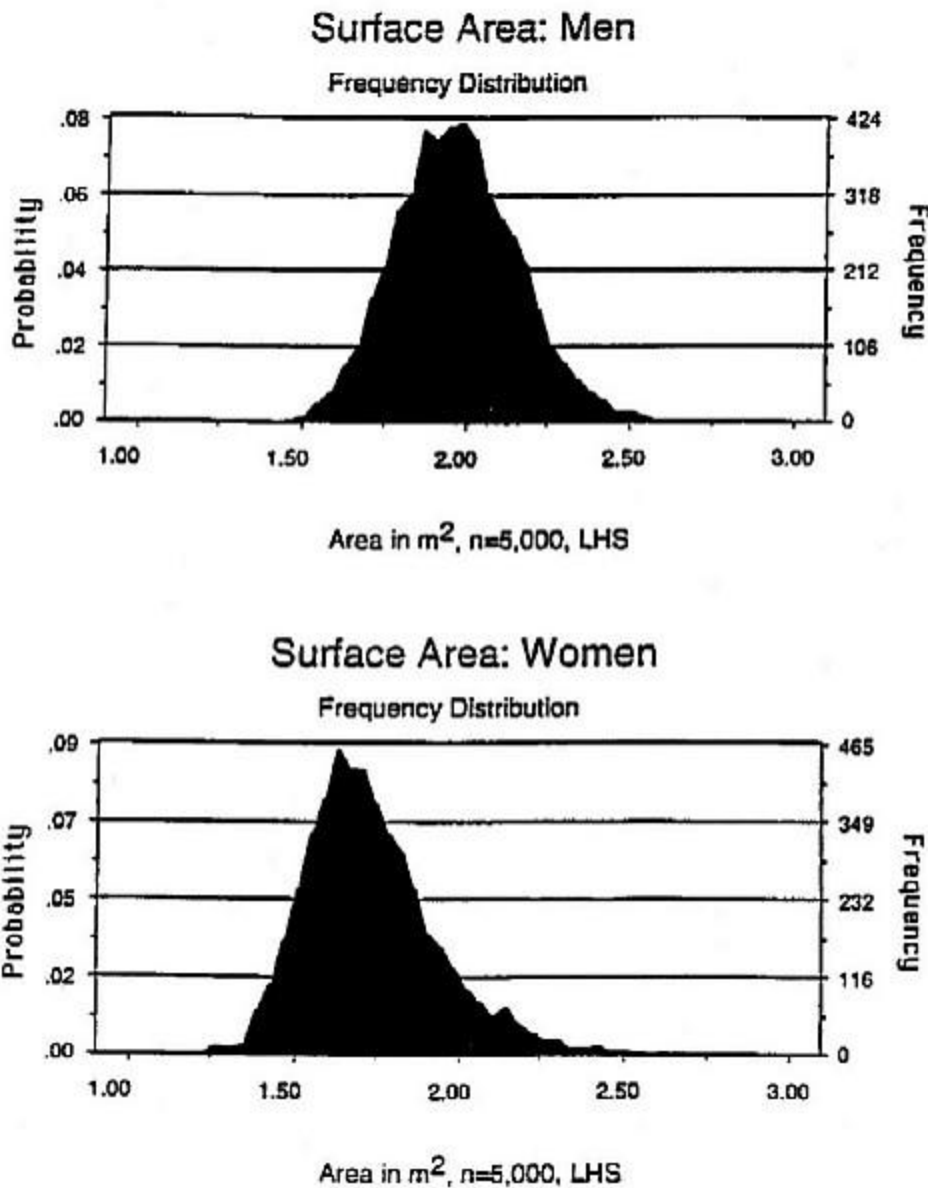 Surface Area: Men
Frequency Distribution
Probability
.08
.06
.04
.02
.00
424
318
212
106
0
Frequency
1.00 1.50 2.00 2.50 3.00
Area in m², n=5,000, LHS
Surface Area: Women
Frequency Distribution
Probability
.09
.07
.05
.02
.00
465
349
232
116
0
Frequency
1.00 1.50 2.00 2.50 3.00
Area in m², n=5,000, LHS